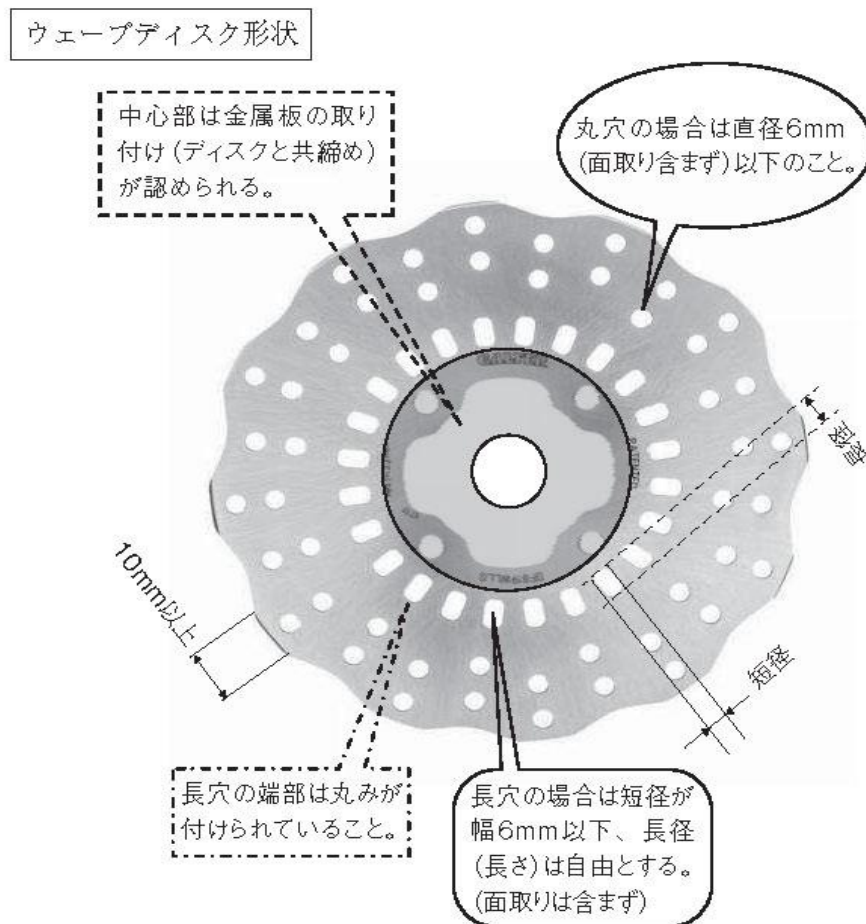 ウェーブディスク形状
中心部は金属板の取り
付け(ディスクと共締め)
が認められる。
丸穴の場合は直径6mm
(面取り含まず)以下のこと。
長径
10mm以上
短径
長穴の端部は丸みが
付けられていること。
長穴の場合は短径が
幅6mm以下、長径
(長さ)は自由とする。
(面取りは含まず)